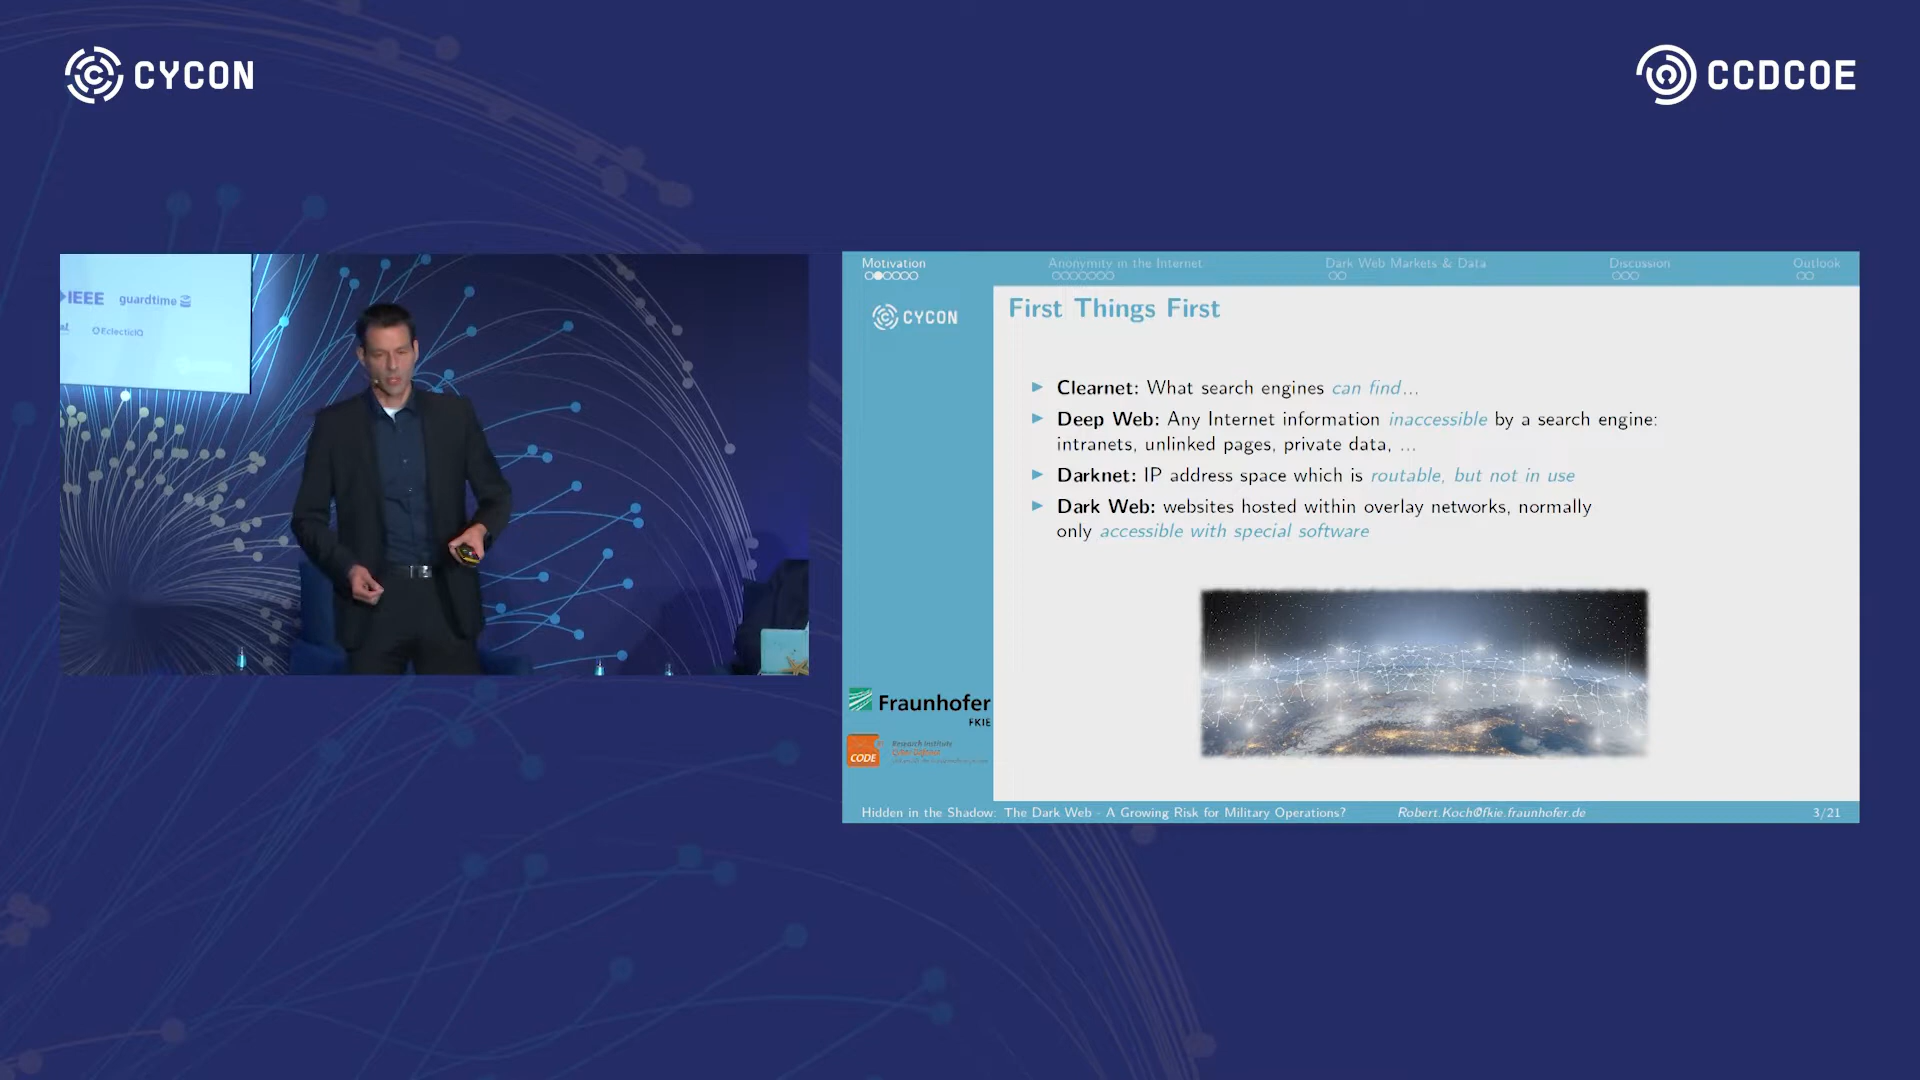 CYCON
CCDCOE
IEEE guardtime
EclecticIQ
Motivation Anonymity in the Internet Dark Web Markets & Data Discussion Outlook
CYCON
First Things First
Clearnet: What search engines can find...
Deep Web: Any Internet information inaccessible by a search engine:
intranets, unlinked pages, private data, ...
Darknet: IP address space which is routable, but not in use
Dark Web: websites hosted within overlay networks, normally
only accessible with special software
Fraunhofer
FKIE
CODE
Research Institute
Hidden in the Shadow: The Dark Web - A Growing Risk for Military Operations? Robert.Koch@fkie.fraunhofer.de 3/21